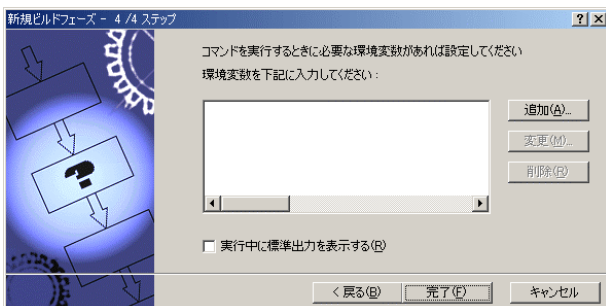 新規ビルドフェーズ - 4 /4 ステップ
コマンドを実行するときに必要な環境変数があれば設定してください
環境変数を下記に入力してください：
追加(A)...
変更(M)...
削除(R)
実行中に標準出力を表示する(R)
< 戻る(B)
完了(F)
キャンセル